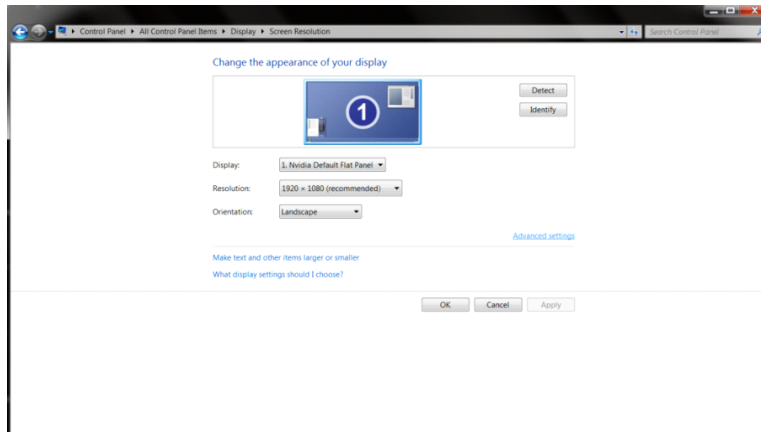 Control Panel ▸ All Control Panel Items ▸ Display ▸ Screen Resolution
Search Control Panel
Change the appearance of your display
1
Detect
Identify
Display: 1. Nvidia Default Flat Panel
Resolution: 1920 × 1080 (recommended)
Orientation: Landscape
Advanced settings
Make text and other items larger or smaller
What display settings should I choose?
OK Cancel Apply